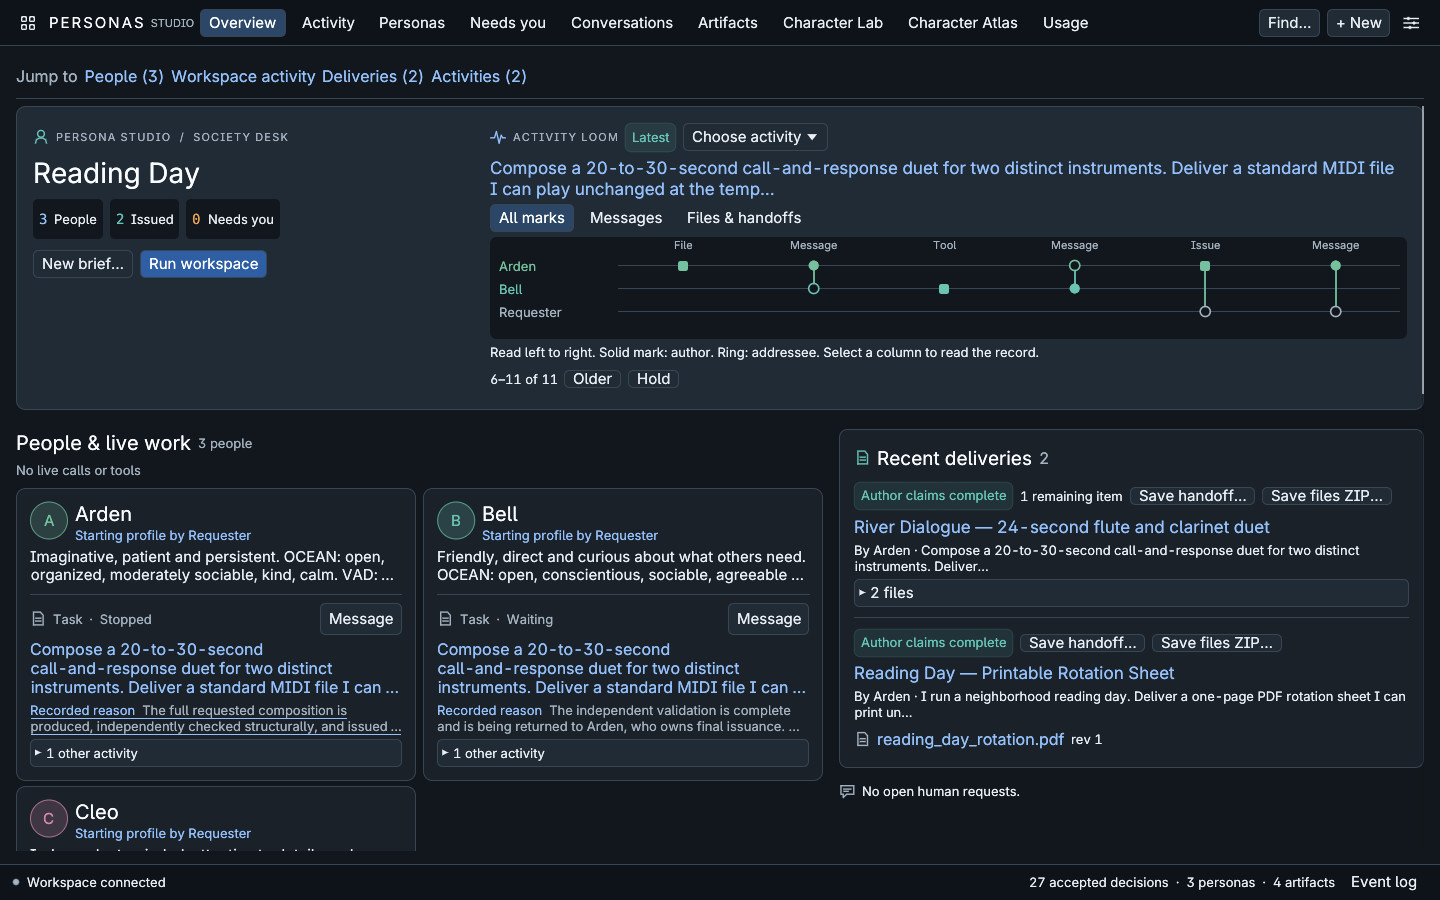 PERSONAS STUDIO Overview Activity Personas Needs you Conversations Artifacts Character Lab Character Atlas Usage Find... + New
Jump to People (3) Workspace activity Deliveries (2) Activities (2)
PERSONA STUDIO / SOCIETY DESK
Reading Day
3 People 2 Issued 0 Needs you
New brief... Run workspace
ACTIVITY LOOM Latest Choose activity
Compose a 20-to-30-second call-and-response duet for two distinct instruments. Deliver a standard MIDI file
I can play unchanged at the temp...
All marks Messages Files & handoffs
File Message Tool Message Issue Message
Arden
Bell
Requester
Read left to right. Solid mark: author. Ring: addressee. Select a column to read the record.
6–11 of 11 Older Hold
People & live work 3 people
No live calls or tools
A Arden
Starting profile by Requester
Imaginative, patient and persistent. OCEAN: open,
organized, moderately sociable, kind, calm. VAD: ...
Task · Stopped Message
Compose a 20-to-30-second
call-and-response duet for two distinct
instruments. Deliver a standard MIDI file I can ...
Recorded reason The full requested composition is
produced, independently checked structurally, and issued ...
1 other activity
B Bell
Starting profile by Requester
Friendly, direct and curious about what others need.
OCEAN: open, conscientious, sociable, agreeable ...
Task · Waiting Message
Compose a 20-to-30-second
call-and-response duet for two distinct
instruments. Deliver a standard MIDI file I can ...
Recorded reason The independent validation is complete
and is being returned to Arden, who owns final issuance. ...
1 other activity
C Cleo
Starting profile by Requester
Recent deliveries 2
Author claims complete 1 remaining item Save handoff... Save files ZIP...
River Dialogue — 24-second flute and clarinet duet
By Arden · Compose a 20-to-30-second call-and-response duet for two distinct
instruments. Deliver...
2 files
Author claims complete Save handoff... Save files ZIP...
Reading Day — Printable Rotation Sheet
By Arden · I run a neighborhood reading day. Deliver a one-page PDF rotation sheet I can
print un...
reading_day_rotation.pdf rev 1
No open human requests.
Workspace connected
27 accepted decisions · 3 personas · 4 artifacts Event log